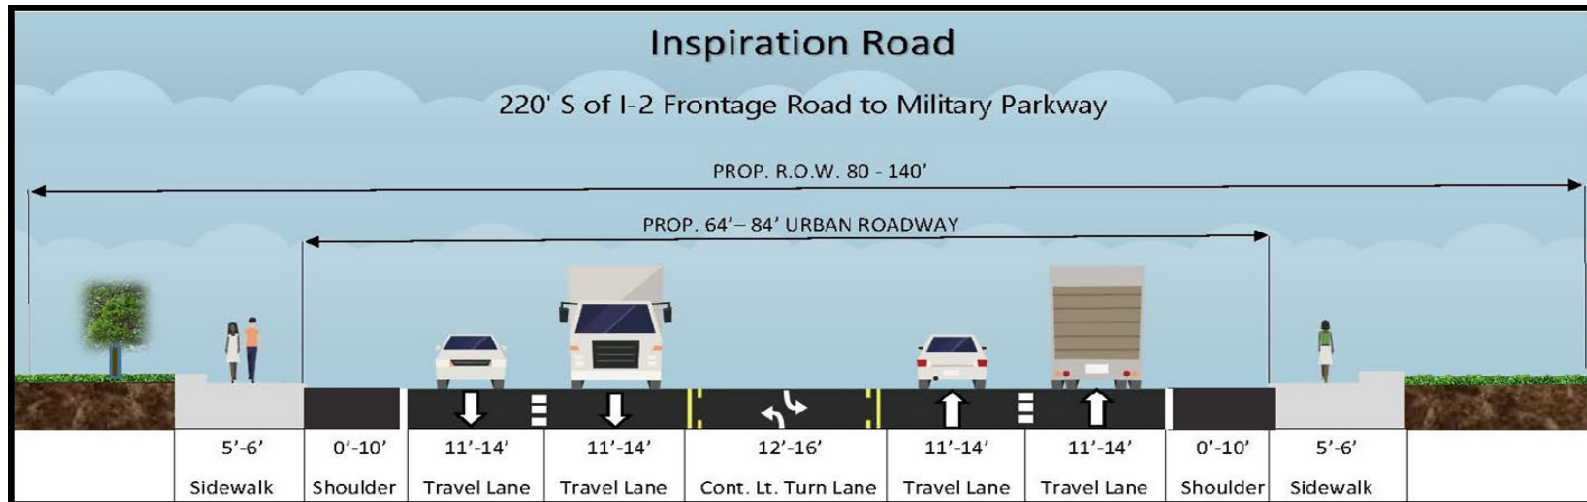 Inspiration Road
220' S of I-2 Frontage Road to Military Parkway
PROP. R.O.W. 80 - 140'
PROP. 64'– 84' URBAN ROADWAY
5'-6' 0'-10' 11'-14' 11'-14' 12'-16' 11'-14' 11'-14' 0'-10' 5'-6'
Sidewalk Shoulder Travel Lane Travel Lane Cont. Lt. Turn Lane Travel Lane Travel Lane Shoulder Sidewalk